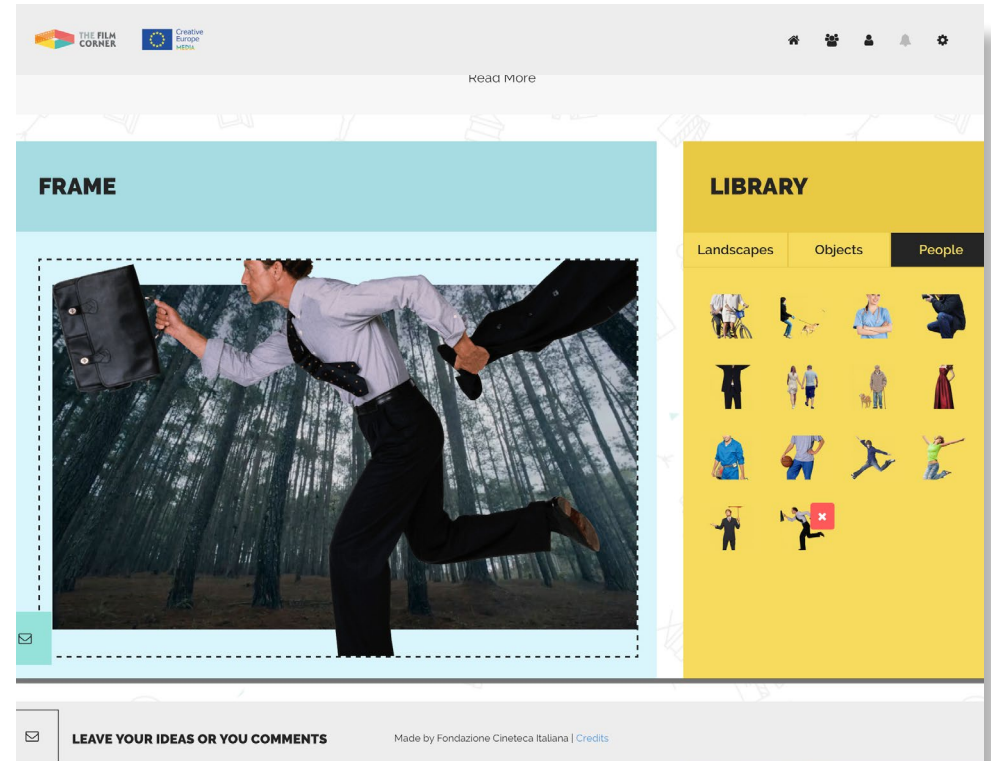 THE FILM
CORNER
Creative
Europe
MEDIA
Read More
FRAME
LIBRARY
Landscapes Objects People
LEAVE YOUR IDEAS OR YOU COMMENTS
Made by Fondazione Cineteca Italiana | Credits